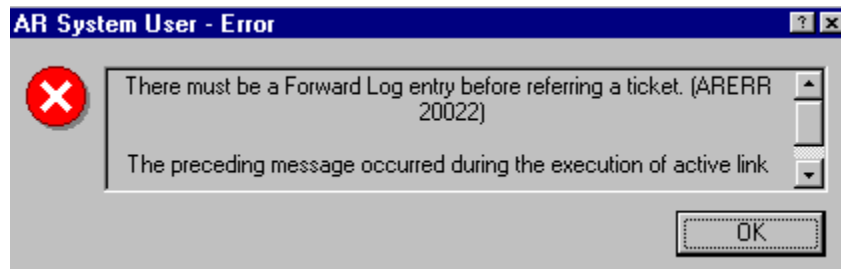 AR System User - Error
There must be a Forward Log entry before referring a ticket. (ARERR
20022)
The preceding message occurred during the execution of active link
OK